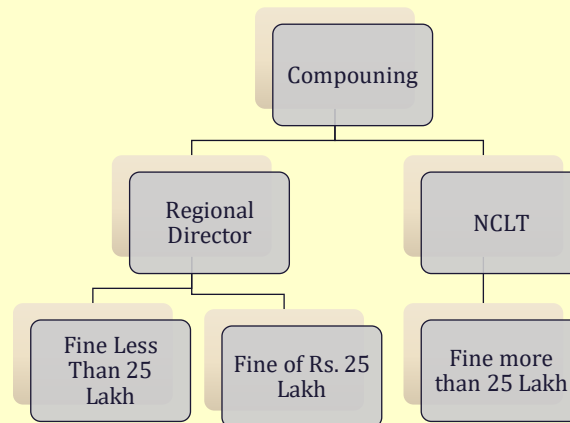 Compouning
Regional
Director
NCLT
Fine Less
Than 25
Lakh
Fine of Rs. 25
Lakh
Fine more
than 25 Lakh